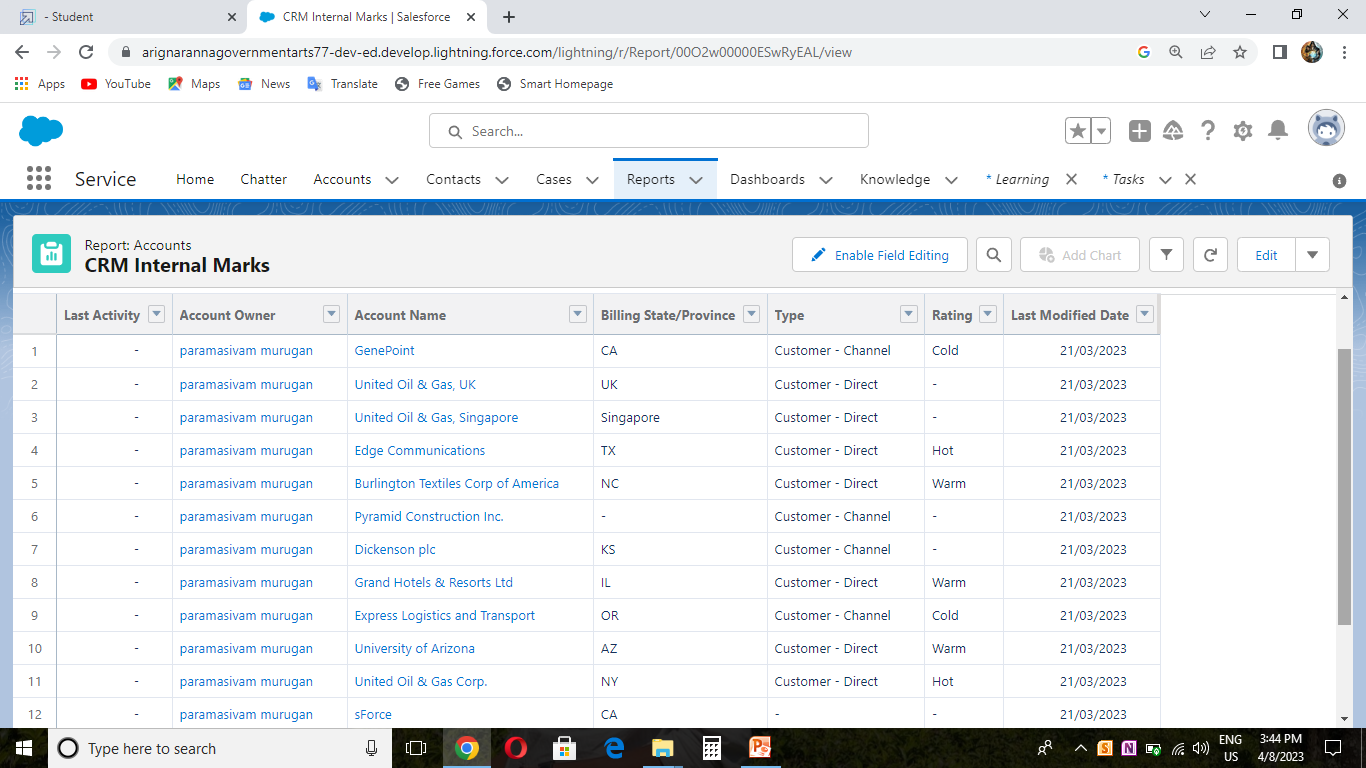 - Student
CRM Internal Marks | Salesforce
arignarannagovernmentarts77-dev-ed.develop.lightning.force.com/lightning/r/Report/00O2w00000ESwRyEAL/view
Apps YouTube Maps News Translate Free Games Smart Homepage
Search...
Service Home Chatter Accounts Contacts Cases Reports Dashboards Knowledge * Learning * Tasks
Report: Accounts
CRM Internal Marks
Enable Field Editing Add Chart Edit
Last Activity Account Owner Account Name Billing State/Province Type Rating Last Modified Date
1 - paramasivam murugan GenePoint CA Customer - Channel Cold 21/03/2023
2 - paramasivam murugan United Oil & Gas, UK UK Customer - Direct - 21/03/2023
3 - paramasivam murugan United Oil & Gas, Singapore Singapore Customer - Direct - 21/03/2023
4 - paramasivam murugan Edge Communications TX Customer - Direct Hot 21/03/2023
5 - paramasivam murugan Burlington Textiles Corp of America NC Customer - Direct Warm 21/03/2023
6 - paramasivam murugan Pyramid Construction Inc. - Customer - Channel - 21/03/2023
7 - paramasivam murugan Dickenson plc KS Customer - Channel - 21/03/2023
8 - paramasivam murugan Grand Hotels & Resorts Ltd IL Customer - Direct Warm 21/03/2023
9 - paramasivam murugan Express Logistics and Transport OR Customer - Channel Cold 21/03/2023
10 - paramasivam murugan University of Arizona AZ Customer - Direct Warm 21/03/2023
11 - paramasivam murugan United Oil & Gas Corp. NY Customer - Direct Hot 21/03/2023
12 - paramasivam murugan sForce CA - - 21/03/2023
Type here to search
ENG
US
3:44 PM
4/8/2023